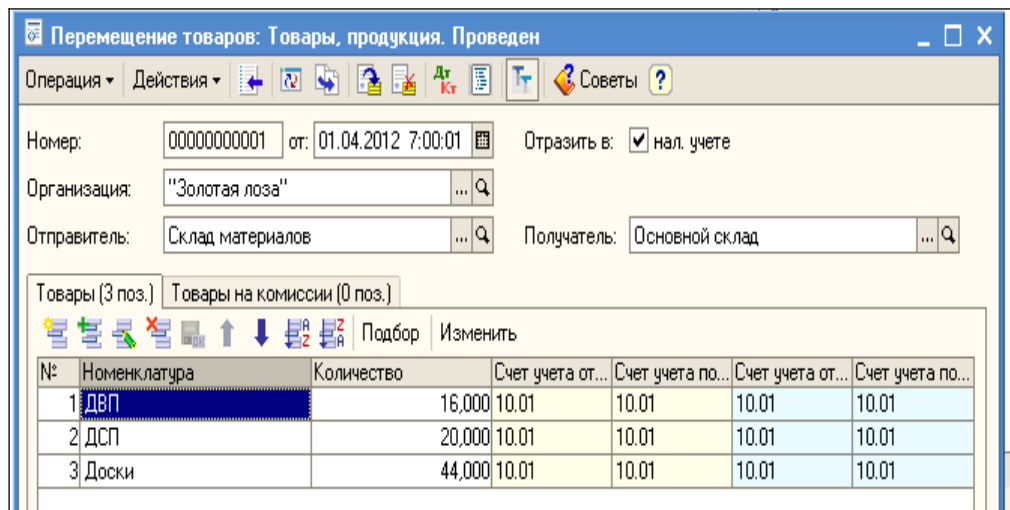 Перемещение товаров: Товары, продукция. Проведен
Операция Действия Дт Кт Советы ?
Номер: 00000000001 от: 01.04.2012 7:00:01 Отразить в: нал. учете
Организация: "Золотая лоза" ...
Отправитель: Склад материалов ... Получатель: Основной склад ...
Товары (3 поз.) Товары на комиссии (0 поз.)
Подбор Изменить
№ Номенклатура Количество Счет учета от... Счет учета по... Счет учета от... Счет учета по...
1 ДВП 16,000 10.01 10.01 10.01 10.01
2 ДСП 20,000 10.01 10.01 10.01 10.01
3 Доски 44,000 10.01 10.01 10.01 10.01